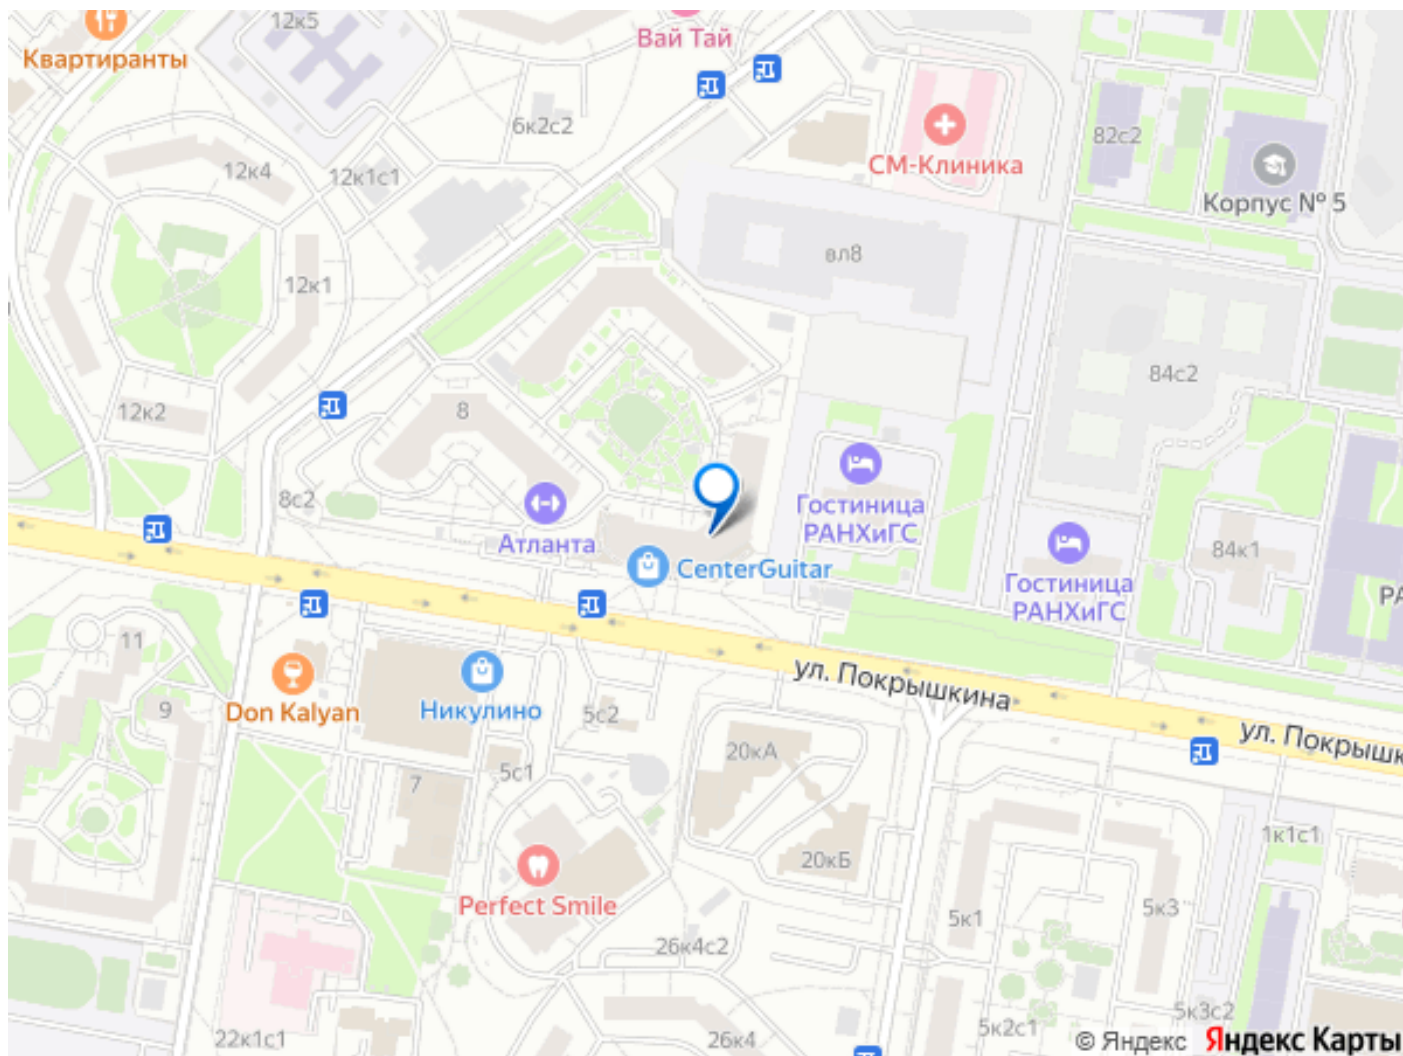 12к5
Вай Тай
Квартиранты
6к2с2
82с2
12к4
12к1с1
СМ-Клиника
Корпус № 5
вл8
12к1
84с2
12к2
8
8с2
Гостиница
РАНХиГС
Атланта
84к1
CenterGuitar
Гостиница
РАНХиГС
РА
11
ул. Покрышкина
9
Don Kalyan
Никулино
5с2
ул. Покрышк
20кА
5с1
7
1к1с1
20кБ
Perfect Smile
5к1
5к3
26к4с2
22к1с1
26к4
5к2с1
5к3с2
© Яндекс Яндекс Карты